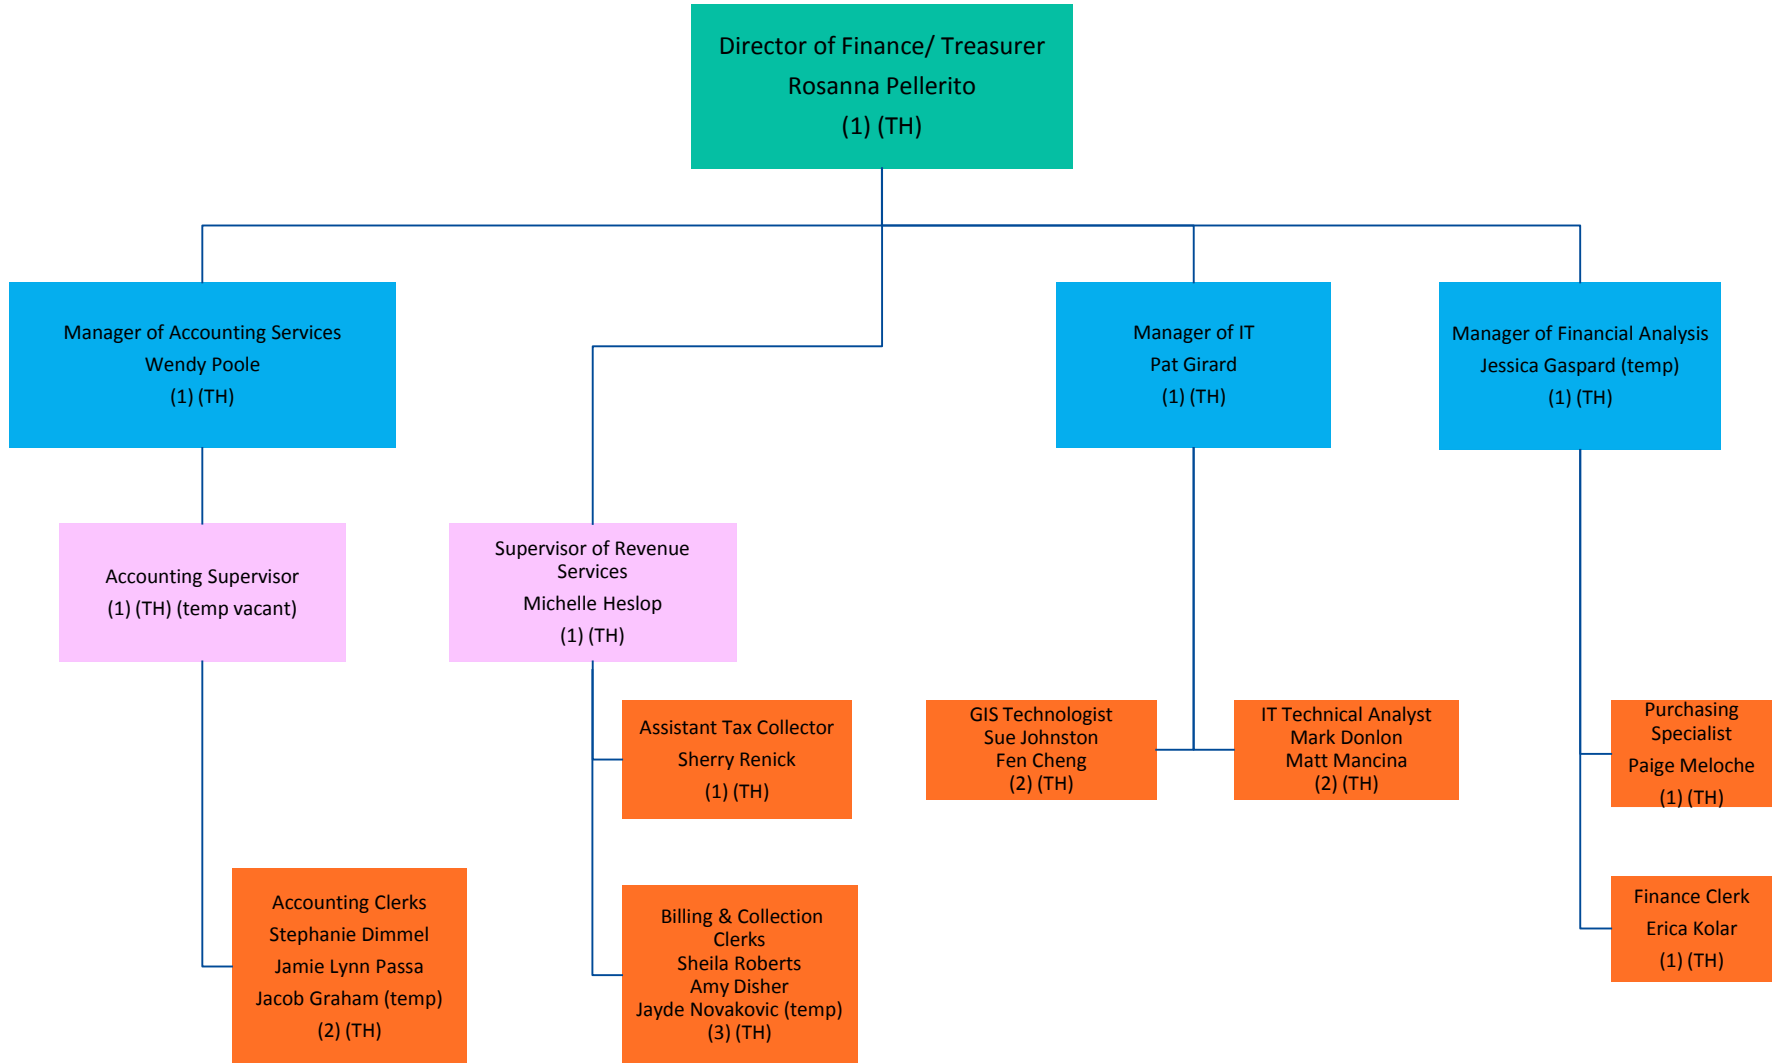 Director of Finance/ Treasurer
Rosanna Pellerito
(1) (TH)
Manager of Accounting Services
Wendy Poole
(1) (TH)
Manager of IT
Pat Girard
(1) (TH)
Manager of Financial Analysis
Jessica Gaspard (temp)
(1) (TH)
Accounting Supervisor
(1) (TH) (temp vacant)
Supervisor of Revenue
Services
Michelle Heslop
(1) (TH)
Assistant Tax Collector
Sherry Renick
(1) (TH)
GIS Technologist
Sue Johnston
Fen Cheng
(2) (TH)
IT Technical Analyst
Mark Donlon
Matt Mancina
(2) (TH)
Purchasing
Specialist
Paige Meloche
(1) (TH)
Accounting Clerks
Stephanie Dimmel
Jamie Lynn Passa
Jacob Graham (temp)
(2) (TH)
Billing & Collection
Clerks
Sheila Roberts
Amy Disher
Jayde Novakovic (temp)
(3) (TH)
Finance Clerk
Erica Kolar
(1) (TH)